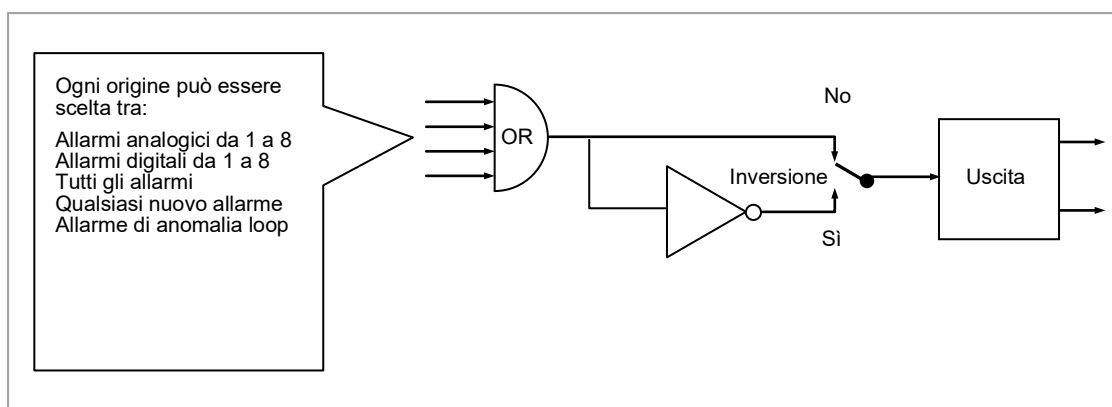 Ogni origine può essere
scelta tra:
Allarmi analogici da 1 a 8
Allarmi digitali da 1 a 8
Tutti gli allarmi
Qualsiasi nuovo allarme
Allarme di anomalia loop
OR
No
Inversione
Sì
Uscita